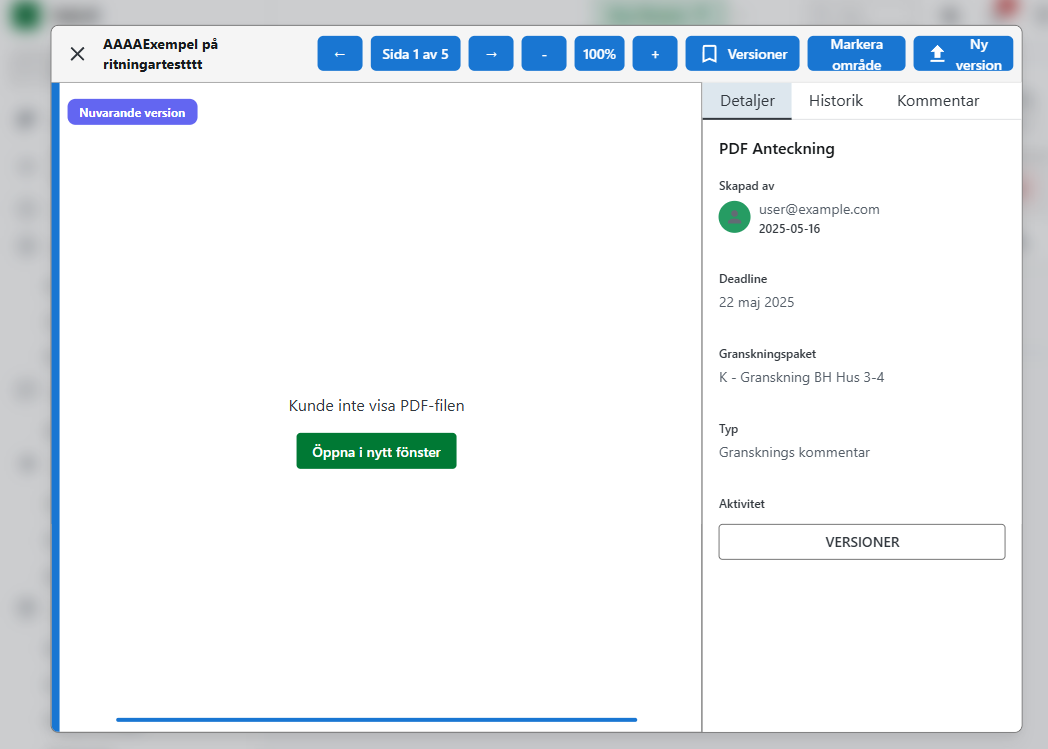 AAAAExempel på
ritningartestttt
←
Sida 1 av 5
→
-
100%
+
Versioner
Markera
område
Ny
version
Nuvarande version
Kunde inte visa PDF-filen
Öppna i nytt fönster
Detaljer
Historik
Kommentar
PDF Anteckning
Skapad av
user@example.com
2025-05-16
Deadline
22 maj 2025
Granskningspaket
K - Granskning BH Hus 3-4
Typ
Gransknings kommentar
Aktivitet
VERSIONER